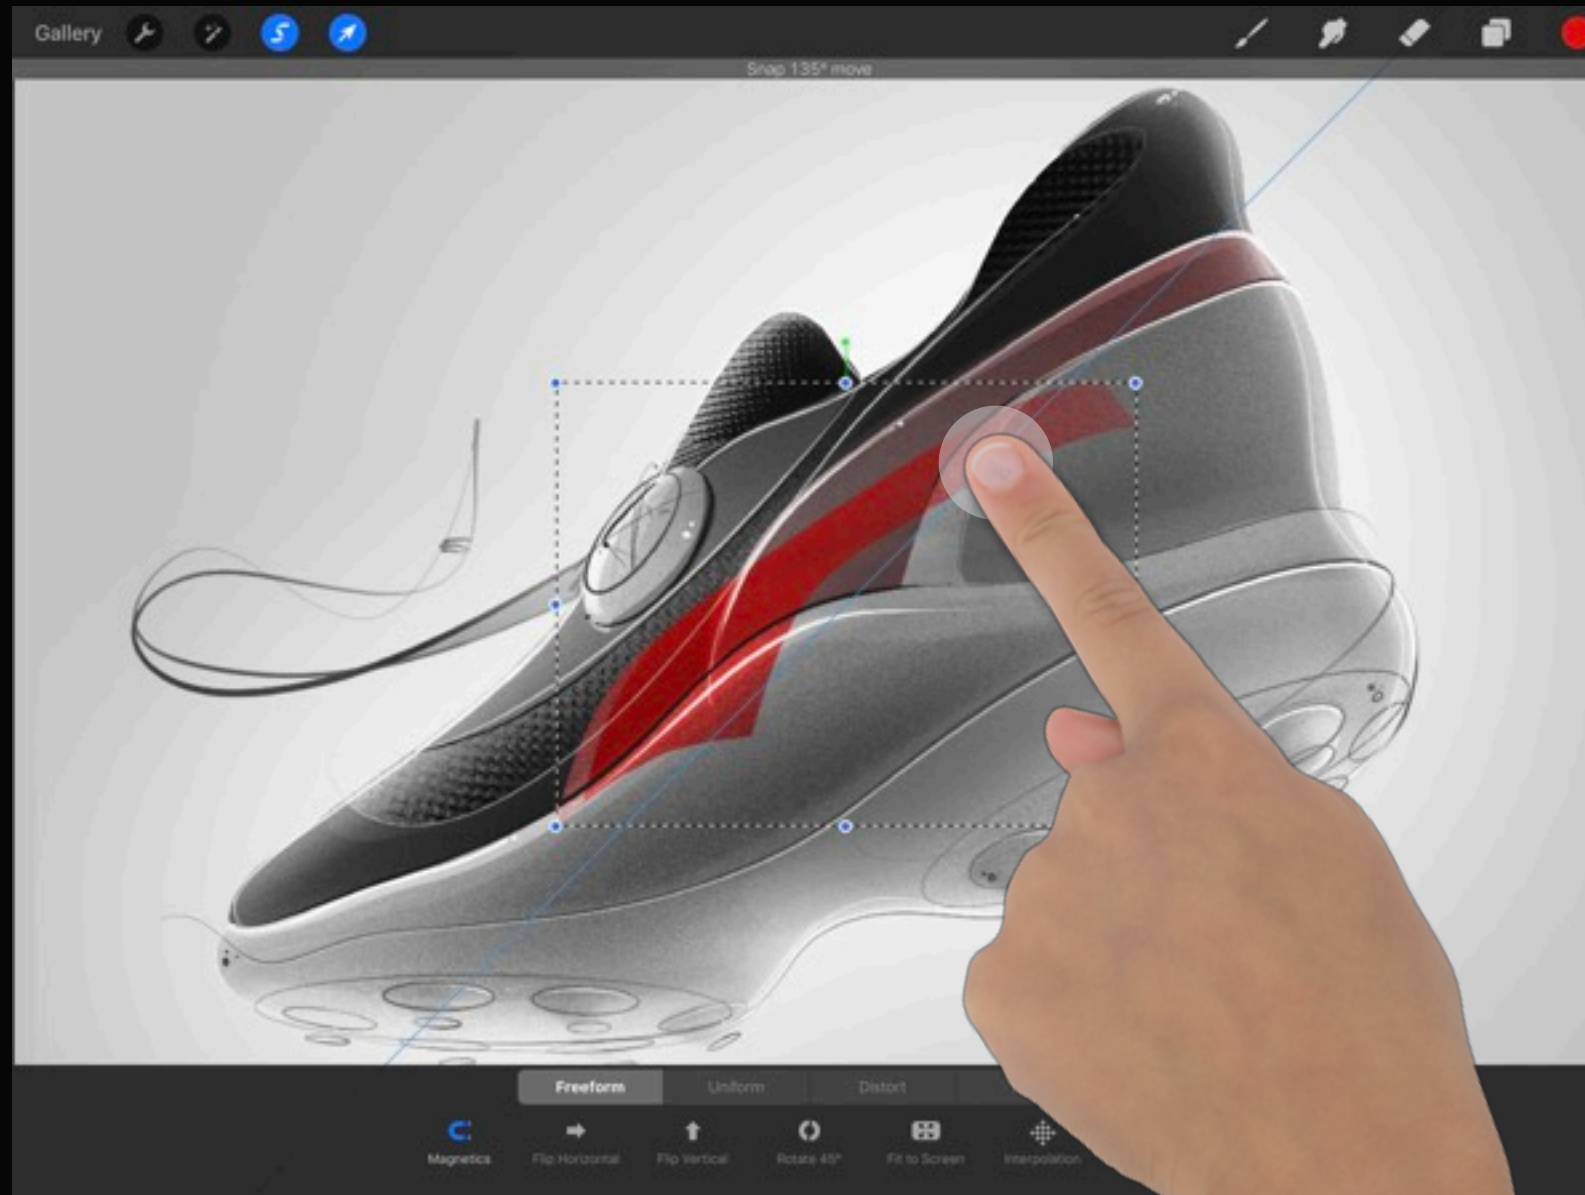 Gallery
Snap 135° move
Freeform Uniform Distort
Magnetics Flip Horizontal Flip Vertical Rotate 45° Fit to Screen Interpolation